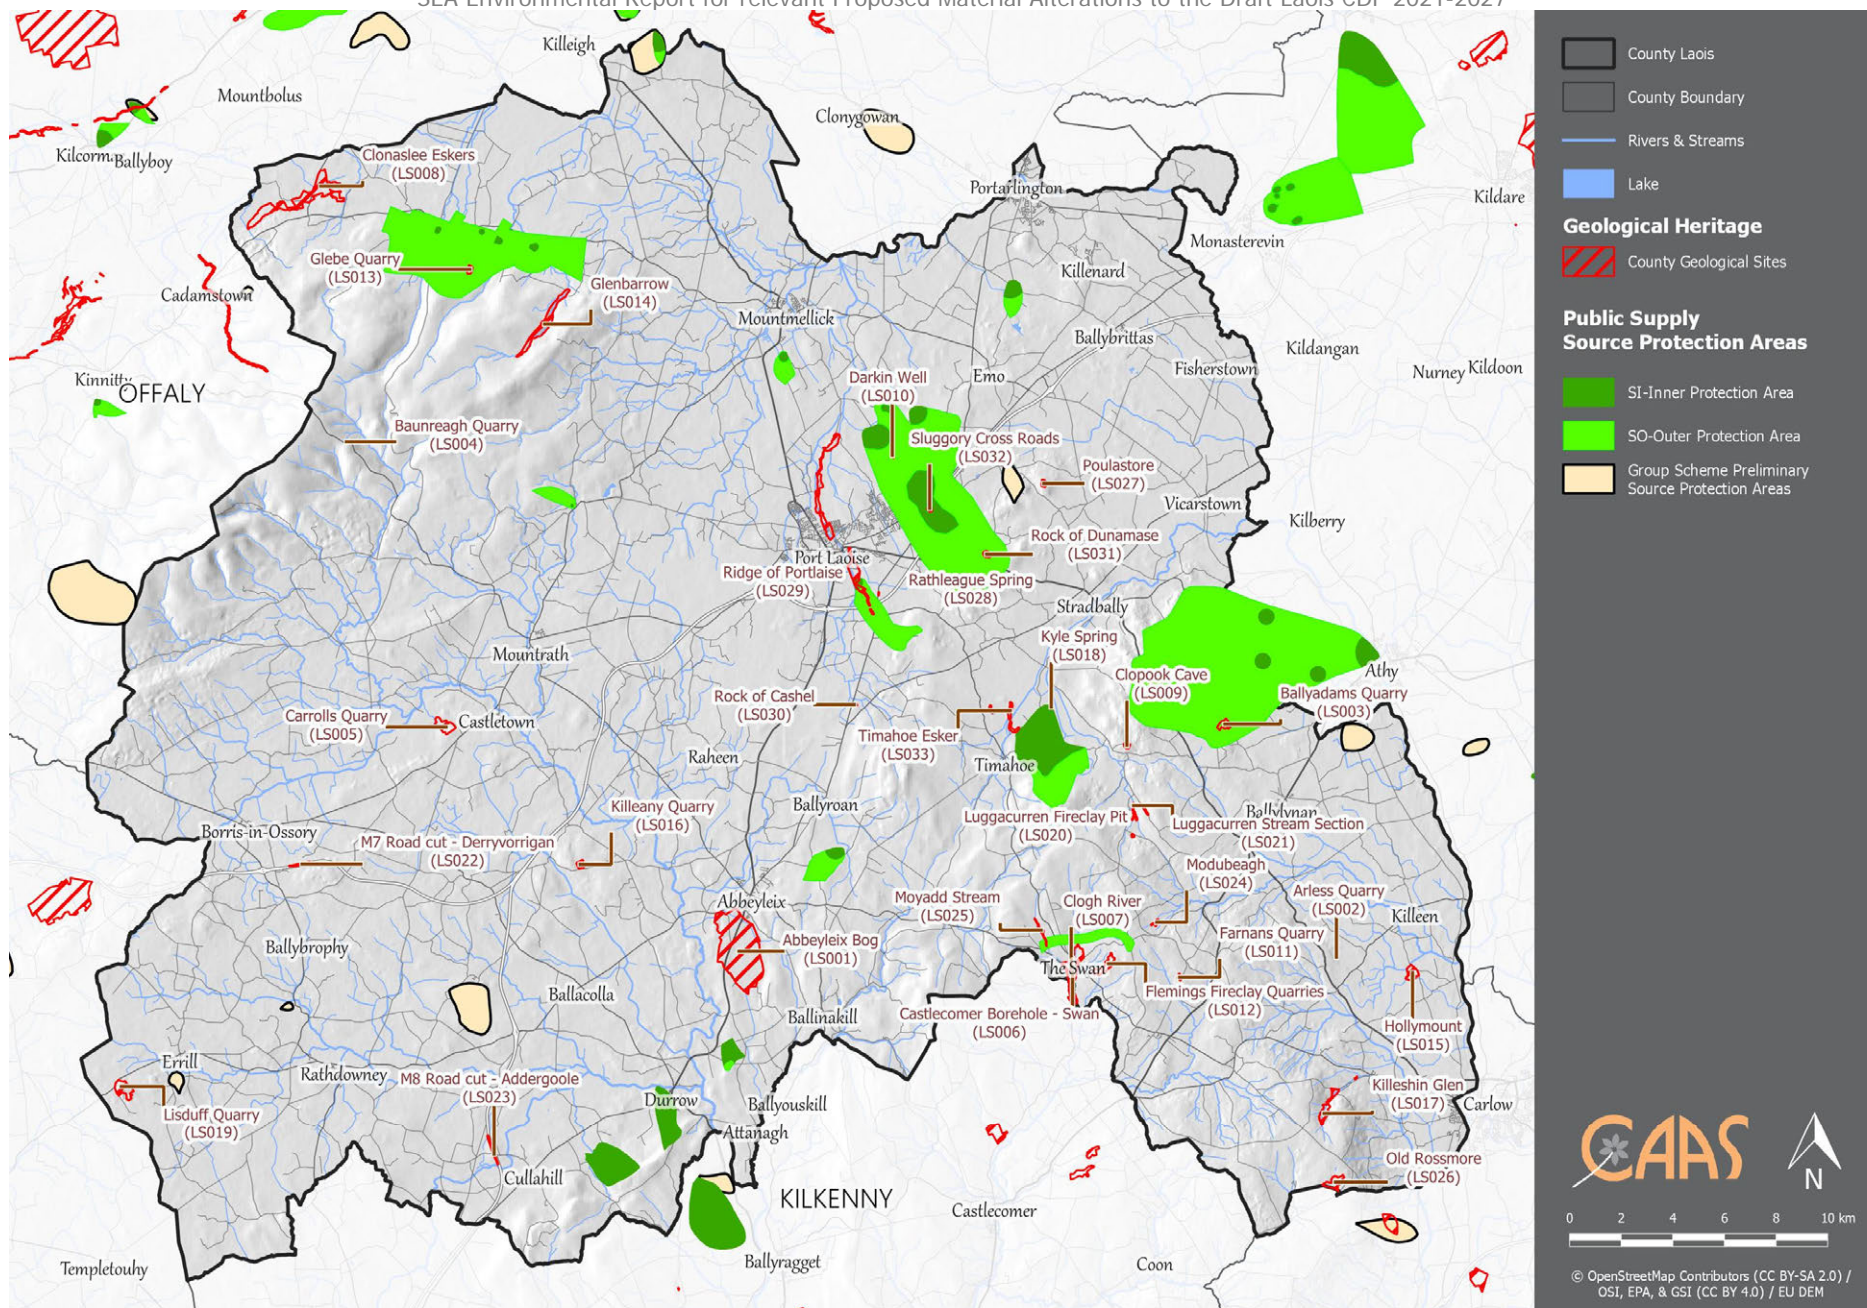 SEA Environmental Report for relevant Proposed Material Alterations to the Draft Laois CDP 2021-2027
Killeigh
Mountbolus
Clonygowan
Kilcorm
Ballyboy
Clonaslee Eskers
(LS008)
Portarlington
Kildare
Monasterevin
Glebe Quarry
(LS013)
Killenard
Cadamstown
Glenbarrow
(LS014)
Mountmellick
Ballybrittas
Kildangan
Fisherstown
Nurney
Kildoon
Kinnitty
OFFALY
Darkin Well
(LS010)
Emo
Baunreagh Quarry
(LS004)
Sluggory Cross Roads
(LS032)
Poulastore
(LS027)
Vicarstown
Kilberry
Rock of Dunamase
(LS031)
Port Laoise
Ridge of Portlaise
(LS029)
Rathleague Spring
(LS028)
Stradbally
Kyle Spring
(LS018)
Mountrath
Clopook Cave
(LS009)
Athy
Ballyadams Quarry
(LS003)
Rock of Cashel
(LS030)
Carrolls Quarry
(LS005)
Castletown
Timahoe Esker
(LS033)
Raheen
Timahoe
Ballyroan
Killeany Quarry
(LS016)
Luggacurren Fireclay Pit
(LS020)
Ballylynan
Luggacurren Stream Section
(LS021)
Borris-in-Ossory
M7 Road cut - Derryvorrigan
(LS022)
Modubeagh
(LS024)
Moyadd Stream
(LS025)
Clogh River
(LS007)
Arless Quarry
(LS002)
Abbeyleix
Killeen
Farnans Quarry
(LS011)
Ballybrophy
Abbeyleix Bog
(LS001)
The Swan
Ballacolla
Flemings Fireclay Quarries
(LS012)
Ballinakill
Castlecomer Borehole - Swan
(LS006)
Hollymount
(LS015)
Errill
Rathdowney
M8 Road cut - Addergoole
(LS023)
Killeshin Glen
(LS017)
Durrow
Ballyouskill
Carlow
Lisduff Quarry
(LS019)
Attanagh
Old Rossmore
(LS026)
Cullahill
KILKENNY
Castlecomer
Templetouhy
Ballyragget
Coon
County Laois
County Boundary
Rivers & Streams
Lake
Geological Heritage
County Geological Sites
Public Supply
Source Protection Areas
SI-Inner Protection Area
SO-Outer Protection Area
Group Scheme Preliminary
Source Protection Areas
CAAS
N
0 2 4 6 8 10 km
© OpenStreetMap Contributors (CC BY-SA 2.0) /
OSI, EPA, & GSI (CC BY 4.0) / EU DEM